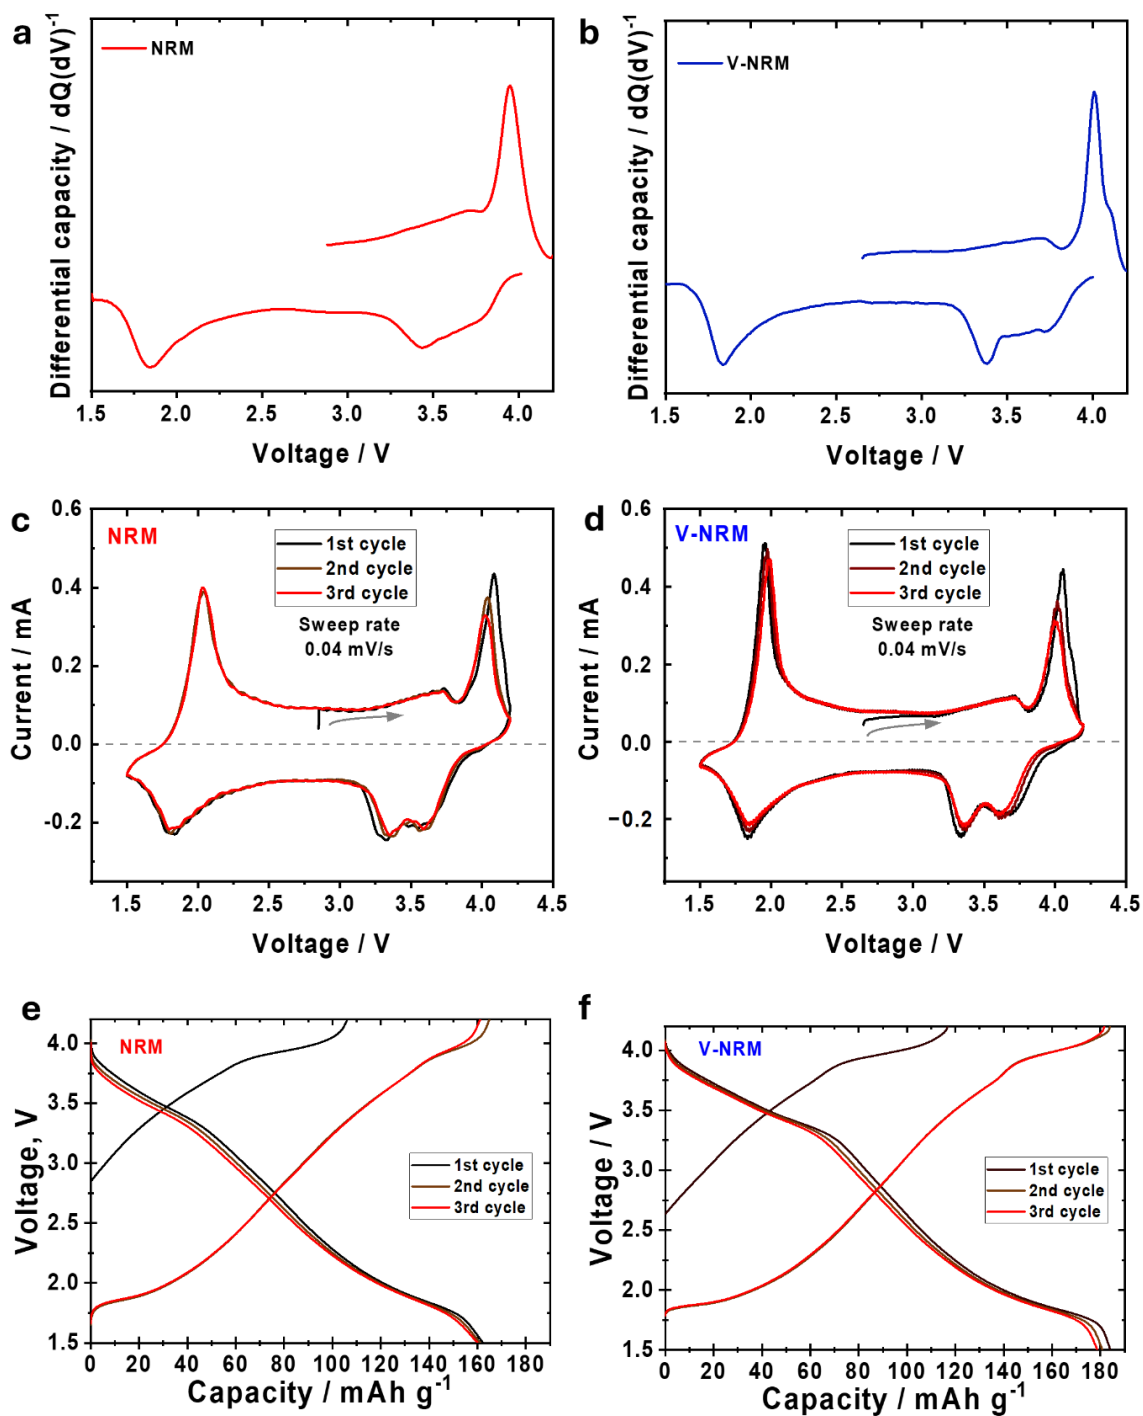 a
NRM
Differential capacity / dQ(dV)⁻¹
1.5 2.0 2.5 3.0 3.5 4.0
Voltage / V
b
V-NRM
Differential capacity / dQ(dV)⁻¹
1.5 2.0 2.5 3.0 3.5 4.0
Voltage / V
c
NRM
1st cycle
2nd cycle
3rd cycle
Sweep rate
0.04 mV/s
Current / mA
0.6
0.4
0.2
0.0
-0.2
1.5 2.0 2.5 3.0 3.5 4.0 4.5
Voltage / V
d
V-NRM
1st cycle
2nd cycle
3rd cycle
Sweep rate
0.04 mV/s
Current / mA
0.6
0.4
0.2
0.0
−0.2
1.5 2.0 2.5 3.0 3.5 4.0 4.5
Voltage / V
e
NRM
1st cycle
2nd cycle
3rd cycle
Voltage, V
4.0
3.5
3.0
2.5
2.0
1.5
0 20 40 60 80 100 120 140 160 180
Capacity / mAh g⁻¹
f
V-NRM
1st cycle
2nd cycle
3rd cycle
Voltage / V
4.0
3.5
3.0
2.5
2.0
1.5
0 20 40 60 80 100 120 140 160 180
Capacity / mAh g⁻¹